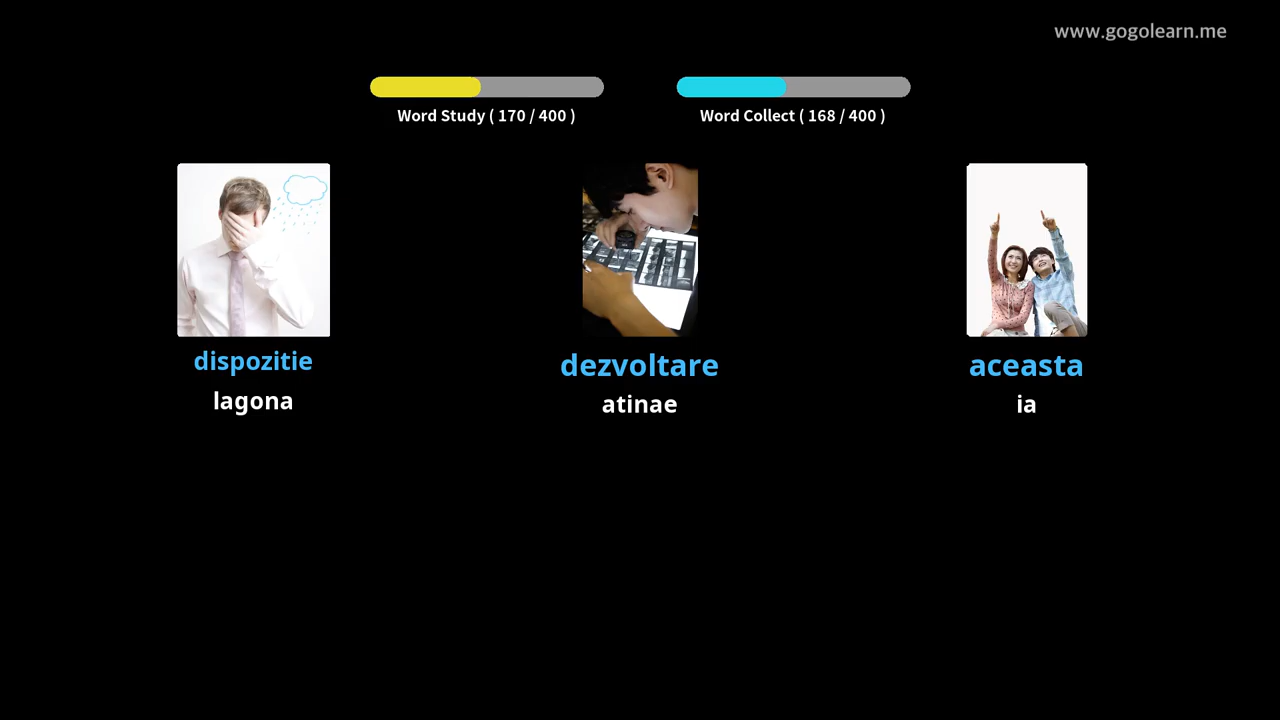 www.gogolearn.me
Word Study ( 170 / 400 )
Word Collect ( 168 / 400 )
dispozitie
lagona
dezvoltare
atinae
aceasta
ia